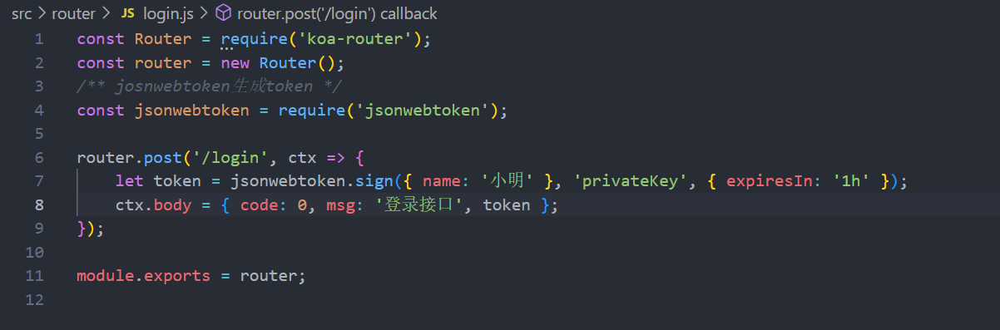 src > router > JS login.js > router.post('/login') callback
1 const Router = require('koa-router');
2 const router = new Router();
3 /** josnwebtoken生成token */
4 const jsonwebtoken = require('jsonwebtoken');
5
6 router.post('/login', ctx => {
7 let token = jsonwebtoken.sign({ name: '小明' }, 'privateKey', { expiresIn: '1h' });
8 ctx.body = { code: 0, msg: '登录接口', token };
9 });
10
11 module.exports = router;
12